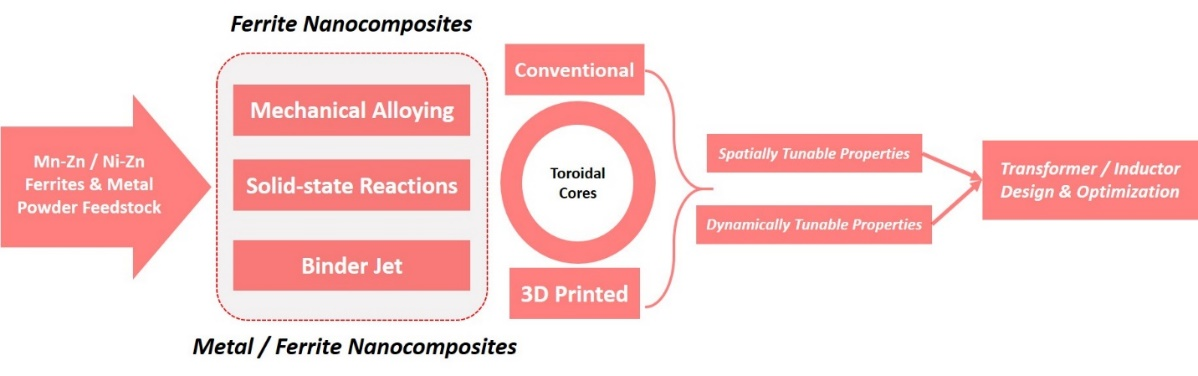 Ferrite Nanocomposites
Mn-Zn / Ni-Zn
Ferrites & Metal
Powder Feedstock
Mechanical Alloying
Solid-state Reactions
Binder Jet
Metal / Ferrite Nanocomposites
Conventional
Toroidal
Cores
3D Printed
Spatially Tunable Properties
Dynamically Tunable Properties
Transformer / Inductor
Design & Optimization